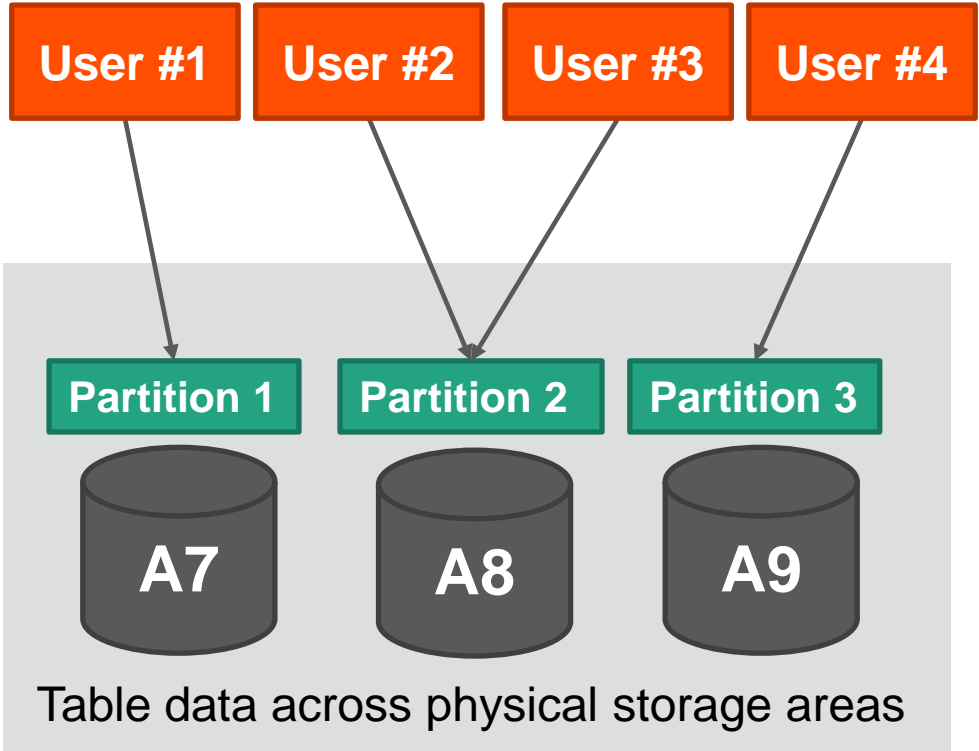 User #1 User #2 User #3 User #4
Partition 1 Partition 2 Partition 3
A7 A8 A9
Table data across physical storage areas